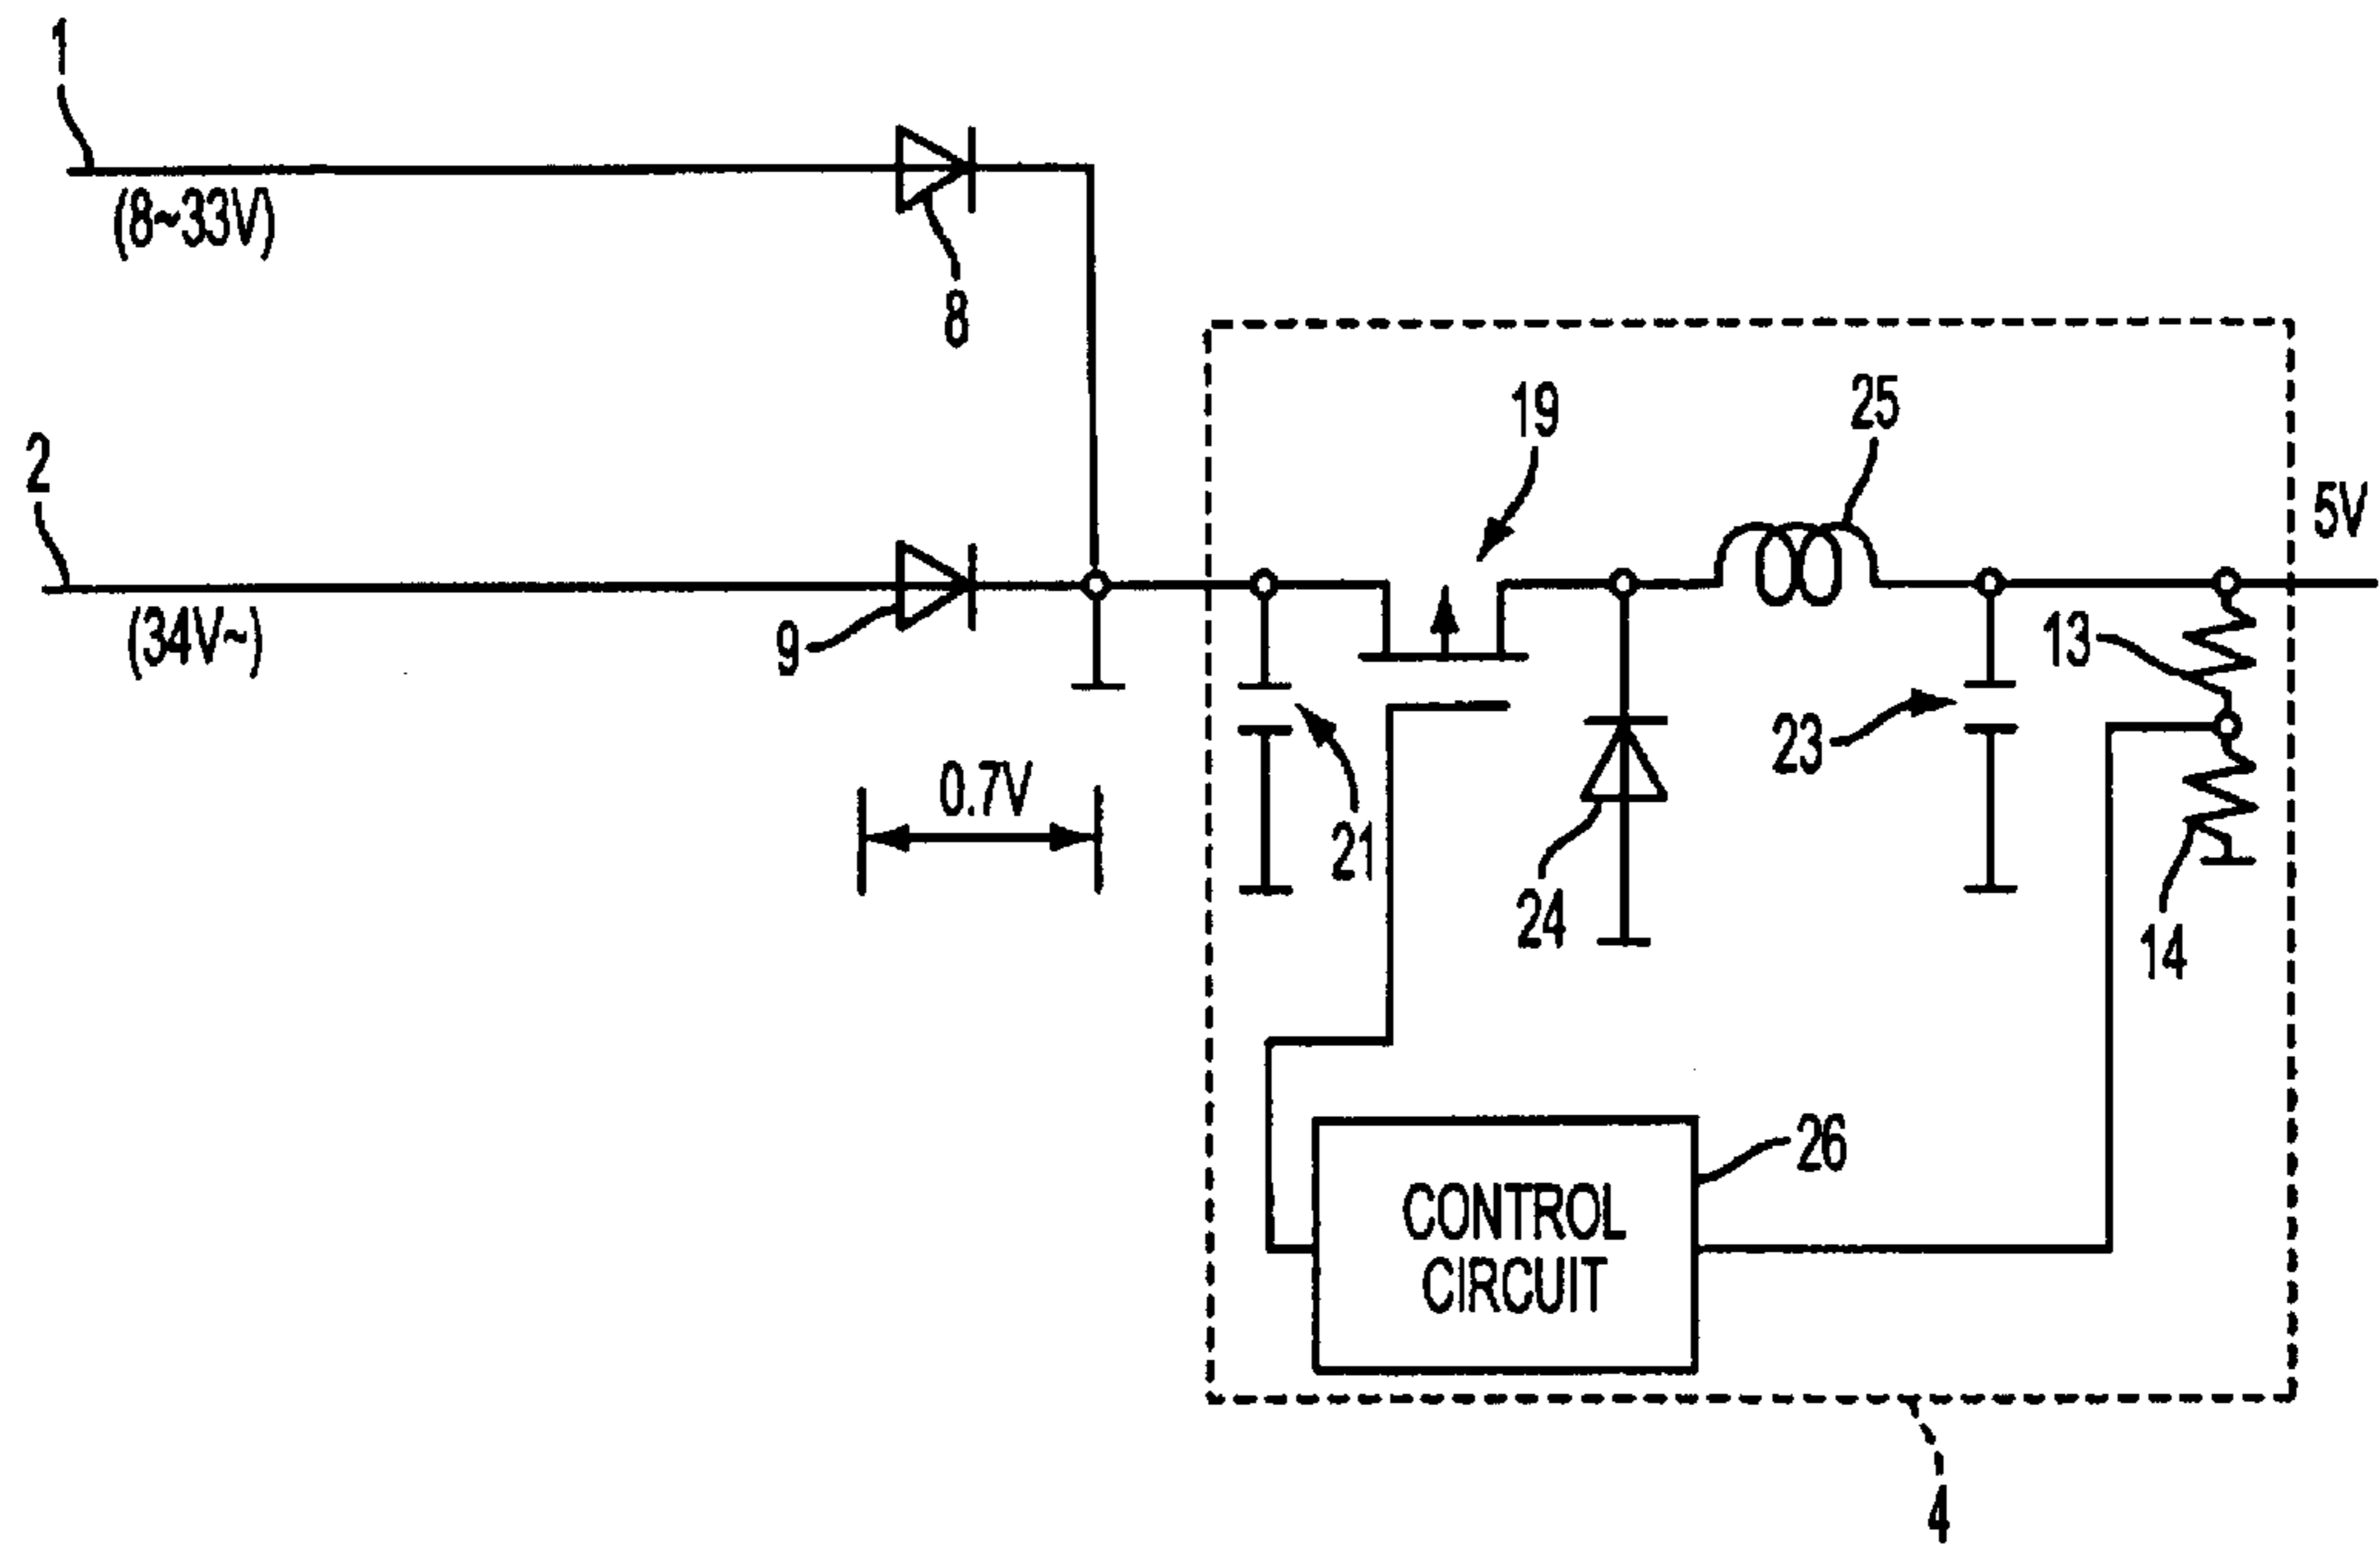 1
(8~33V)
8
2
(34V~)
9
0.7V
19
25
5V
13
23
21
24
14
26
CONTROL
CIRCUIT
4